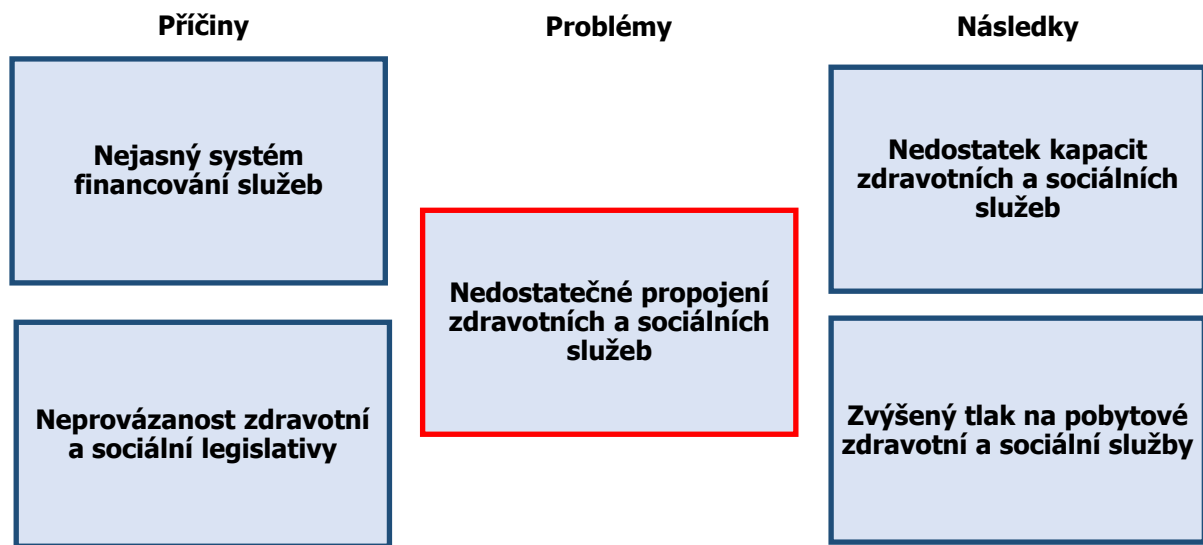 Příčiny
Problémy
Následky
Nejasný systém
financování služeb
Neprovázanost zdravotní
a sociální legislativy
Nedostatečné propojení
zdravotních a sociálních
služeb
Nedostatek kapacit
zdravotních a sociálních
služeb
Zvýšený tlak na pobytové
zdravotní a sociální služby